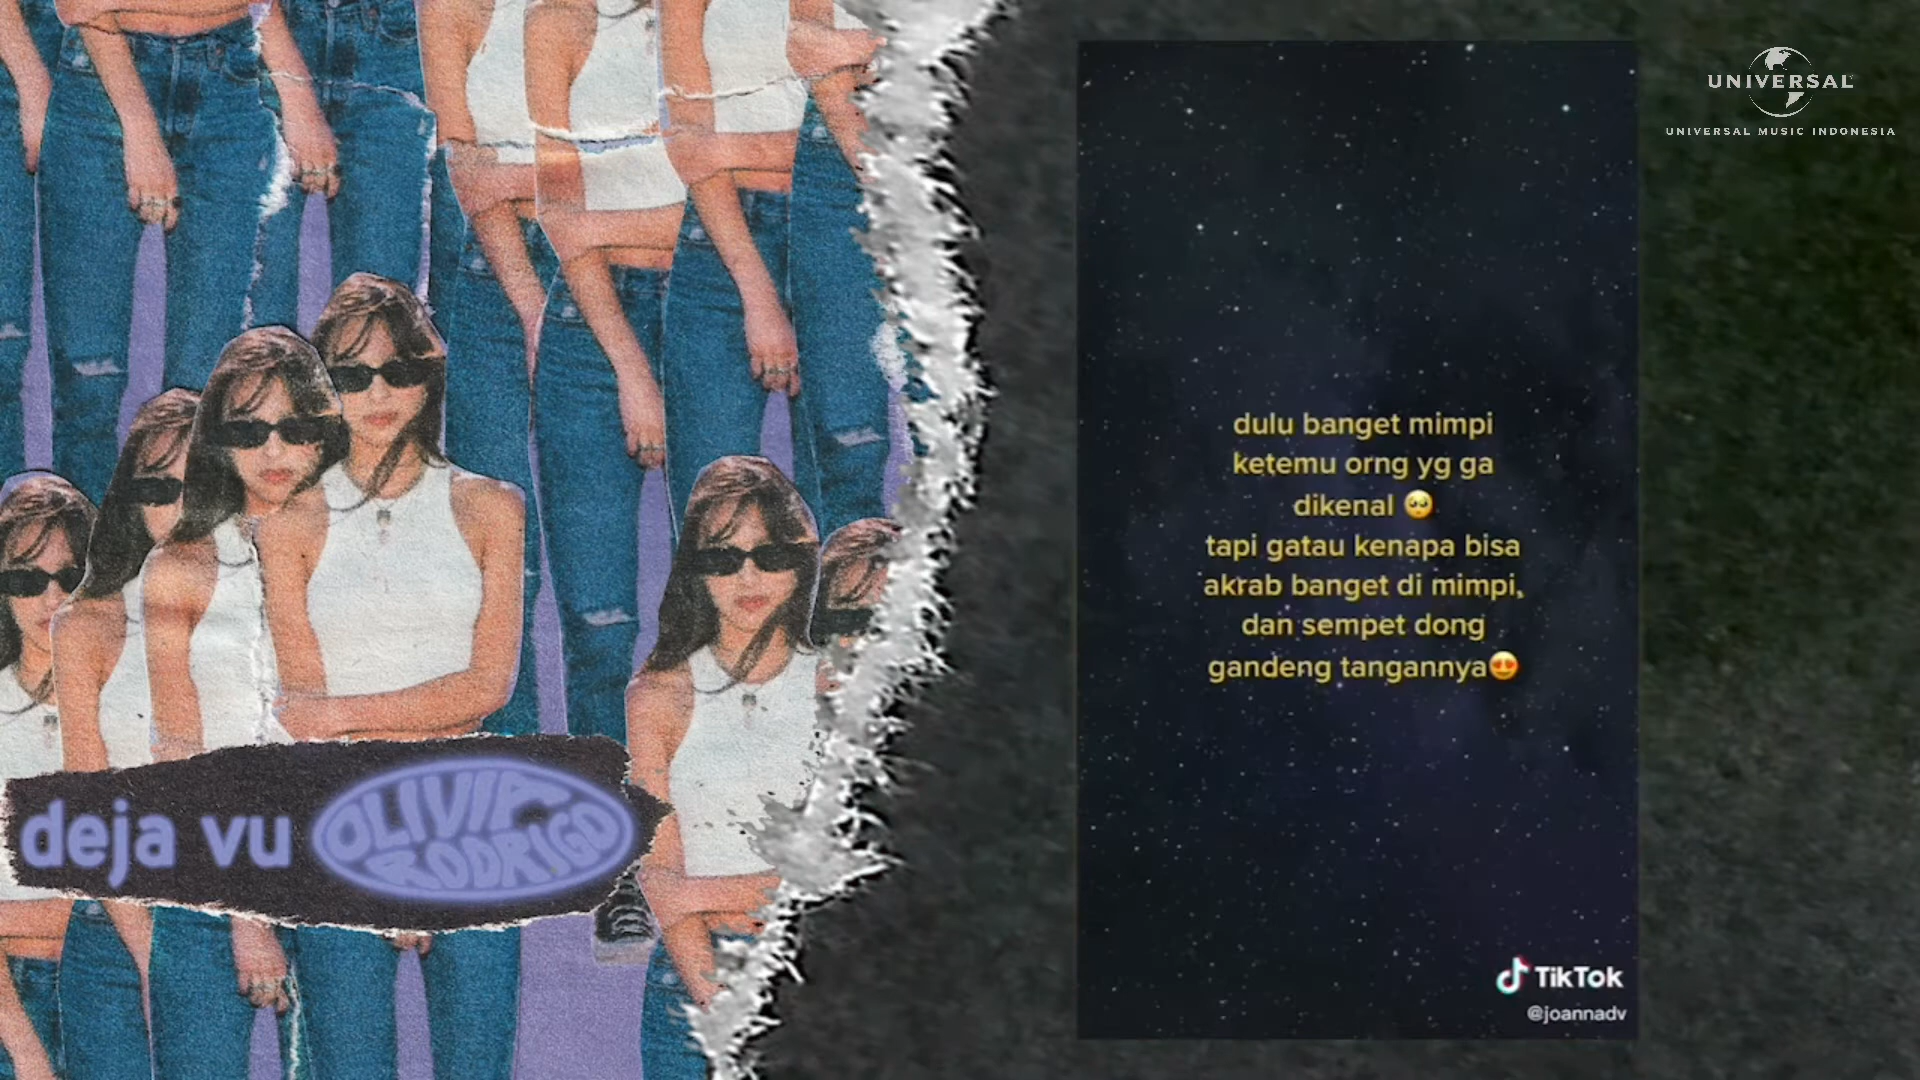 UNIVERSAL
UNIVERSAL MUSIC INDONESIA
dulu banget mimpi
ketemu orng yg ga
dikenal 🥺
tapi gatau kenapa bisa
akrab banget di mimpi,
dan sempet dong
gandeng tangannya😍
deja vu OLIVIA RODRIGO
TikTok
@joannadv